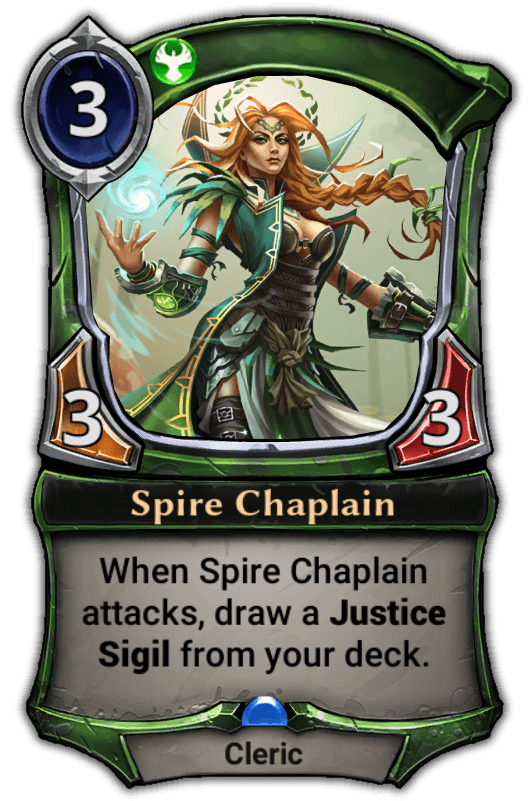 3
3
3
Spire Chaplain
When Spire Chaplain
attacks, draw a Justice
Sigil from your deck.
Cleric